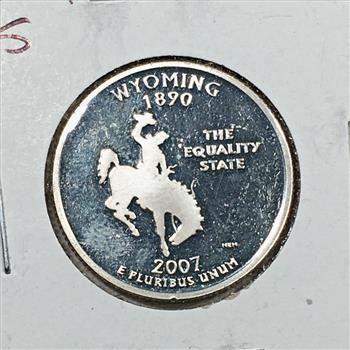 S
WYOMING
1890
THE
EQUALITY
STATE
2007
E PLURIBUS UNUM